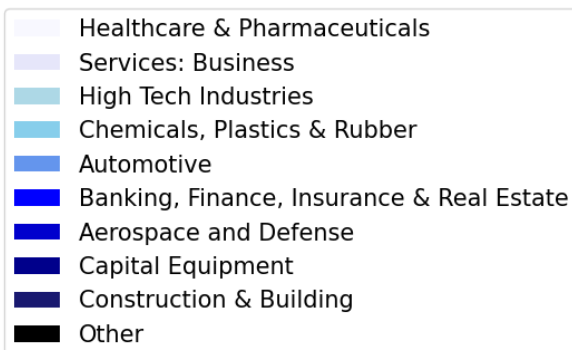 Healthcare & Pharmaceuticals
Services: Business
High Tech Industries
Chemicals, Plastics & Rubber
Automotive
Banking, Finance, Insurance & Real Estate
Aerospace and Defense
Capital Equipment
Construction & Building
Other